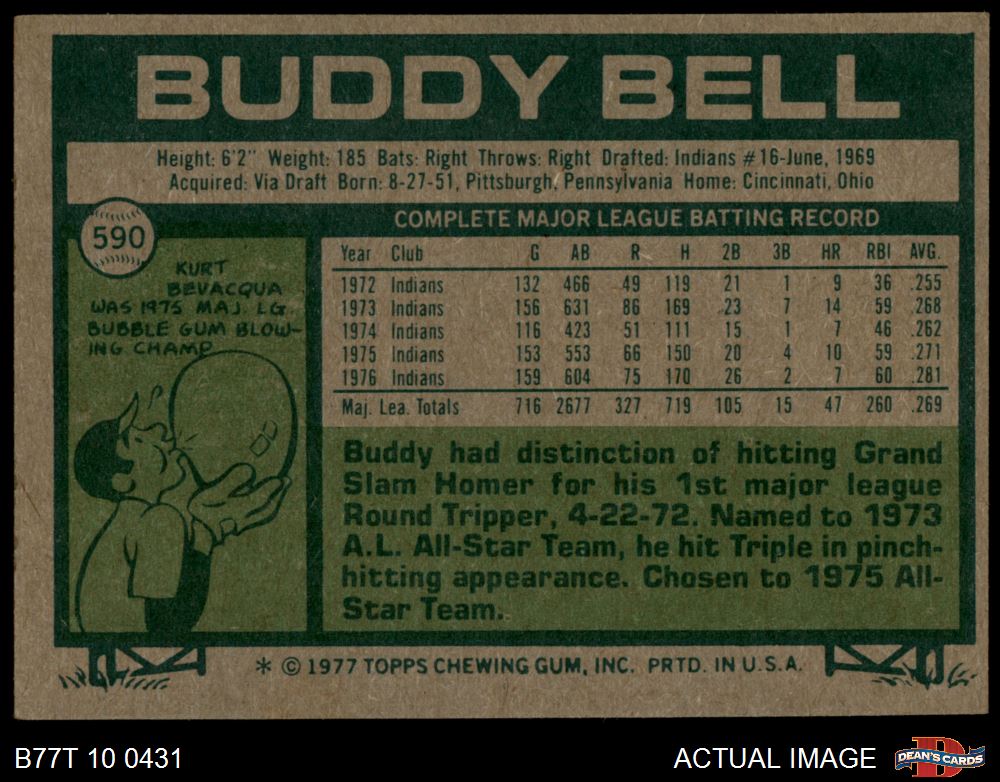 BUDDY BELL
Height: 6'2" Weight: 185 Bats: Right Throws: Right Drafted: Indians #16-June, 1969
Acquired: Via Draft Born: 8-27-51, Pittsburgh, Pennsylvania Home: Cincinnati, Ohio
590
KURT
BEVACQUA
WAS 1975 MAJ. LG.
BUBBLE GUM BLOW-
ING CHAMP
COMPLETE MAJOR LEAGUE BATTING RECORD
Year Club G AB R H 2B 3B HR RBI AVG.
1972 Indians 132 466 49 119 21 1 9 36 .255
1973 Indians 156 631 86 169 23 7 14 59 .268
1974 Indians 116 423 51 111 15 1 7 46 .262
1975 Indians 153 553 66 150 20 4 10 59 .271
1976 Indians 159 604 75 170 26 2 7 60 .281
Maj. Lea. Totals 716 2677 327 719 105 15 47 260 .269
Buddy had distinction of hitting Grand
Slam Homer for his 1st major league
Round Tripper, 4-22-72. Named to 1973
A.L. All-Star Team, he hit Triple in pinch-
hitting appearance. Chosen to 1975 All-
Star Team.
* © 1977 TOPPS CHEWING GUM, INC. PRTD. IN U.S.A.
B77T 10 0431
ACTUAL IMAGE
D
DEAN'S CARDS